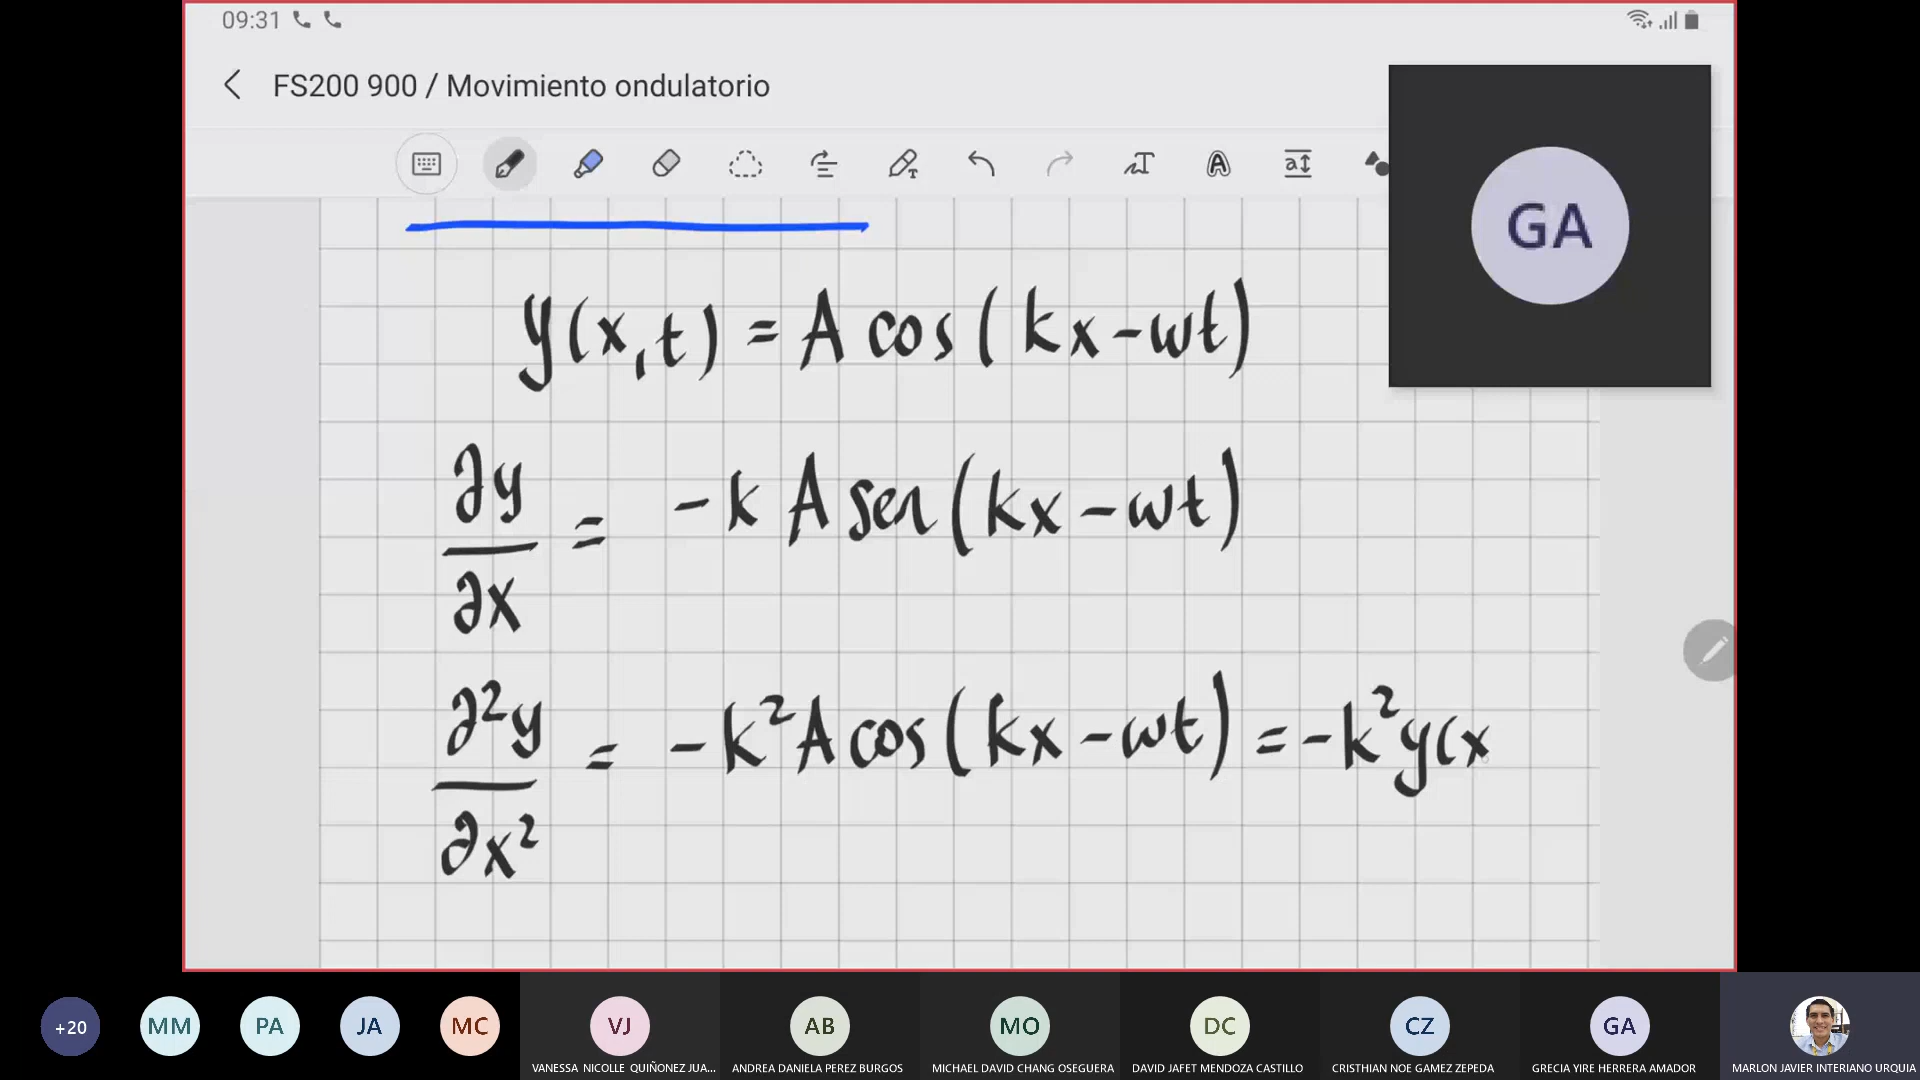 09:31
FS200 900 / Movimiento ondulatorio
GA
y(x,t) = A cos(kx-wt)
∂y/∂x = -k A sen(kx-wt)
∂²y/∂x² = -k²A cos(kx-wt) = -k²y(x
+20
MM
PA
JA
MC
VJ
VANESSA NICOLLE QUIÑONEZ JUA...
AB
ANDREA DANIELA PEREZ BURGOS
MO
MICHAEL DAVID CHANG OSEGUERA
DC
DAVID JAFET MENDOZA CASTILLO
CZ
CRISTHIAN NOE GAMEZ ZEPEDA
GA
GRECIA YIRE HERRERA AMADOR
MARLON JAVIER INTERIANO URQUIA